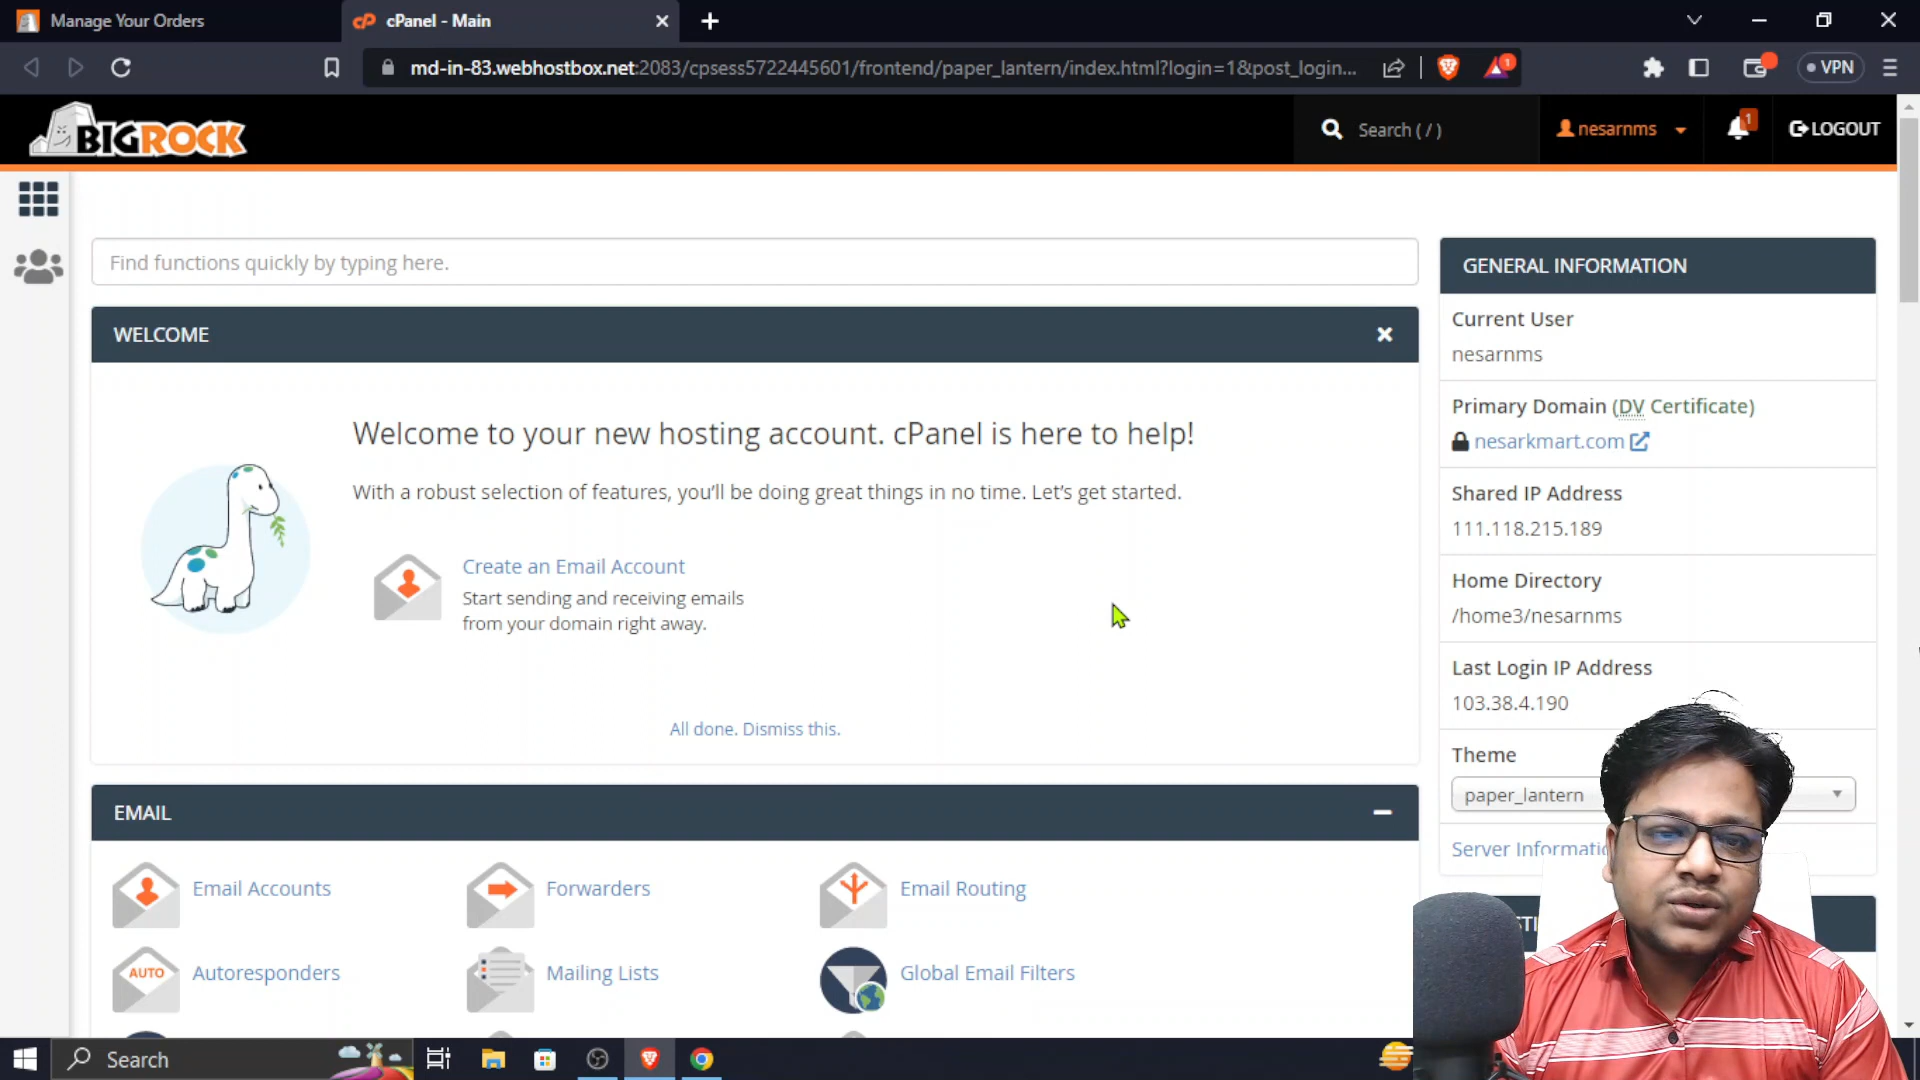 Manage Your Orders
cPanel - Main
md-in-83.webhostbox.net:2083/cpsess5722445601/frontend/paper_lantern/index.html?login=1&post_login...
1
VPN
BIGROCK
Search ( / )
nesarnms
1
LOGOUT
Find functions quickly by typing here.
WELCOME
Welcome to your new hosting account. cPanel is here to help!
With a robust selection of features, you'll be doing great things in no time. Let's get started.
Create an Email Account
Start sending and receiving emails
from your domain right away.
All done. Dismiss this.
EMAIL
Email Accounts
Forwarders
Email Routing
AUTO
Autoresponders
Mailing Lists
Global Email Filters
GENERAL INFORMATION
Current User
nesarnms
Primary Domain (DV Certificate)
nesarkmart.com
Shared IP Address
111.118.215.189
Home Directory
/home3/nesarnms
Last Login IP Address
103.38.4.190
Theme
paper_lantern
Server
Search